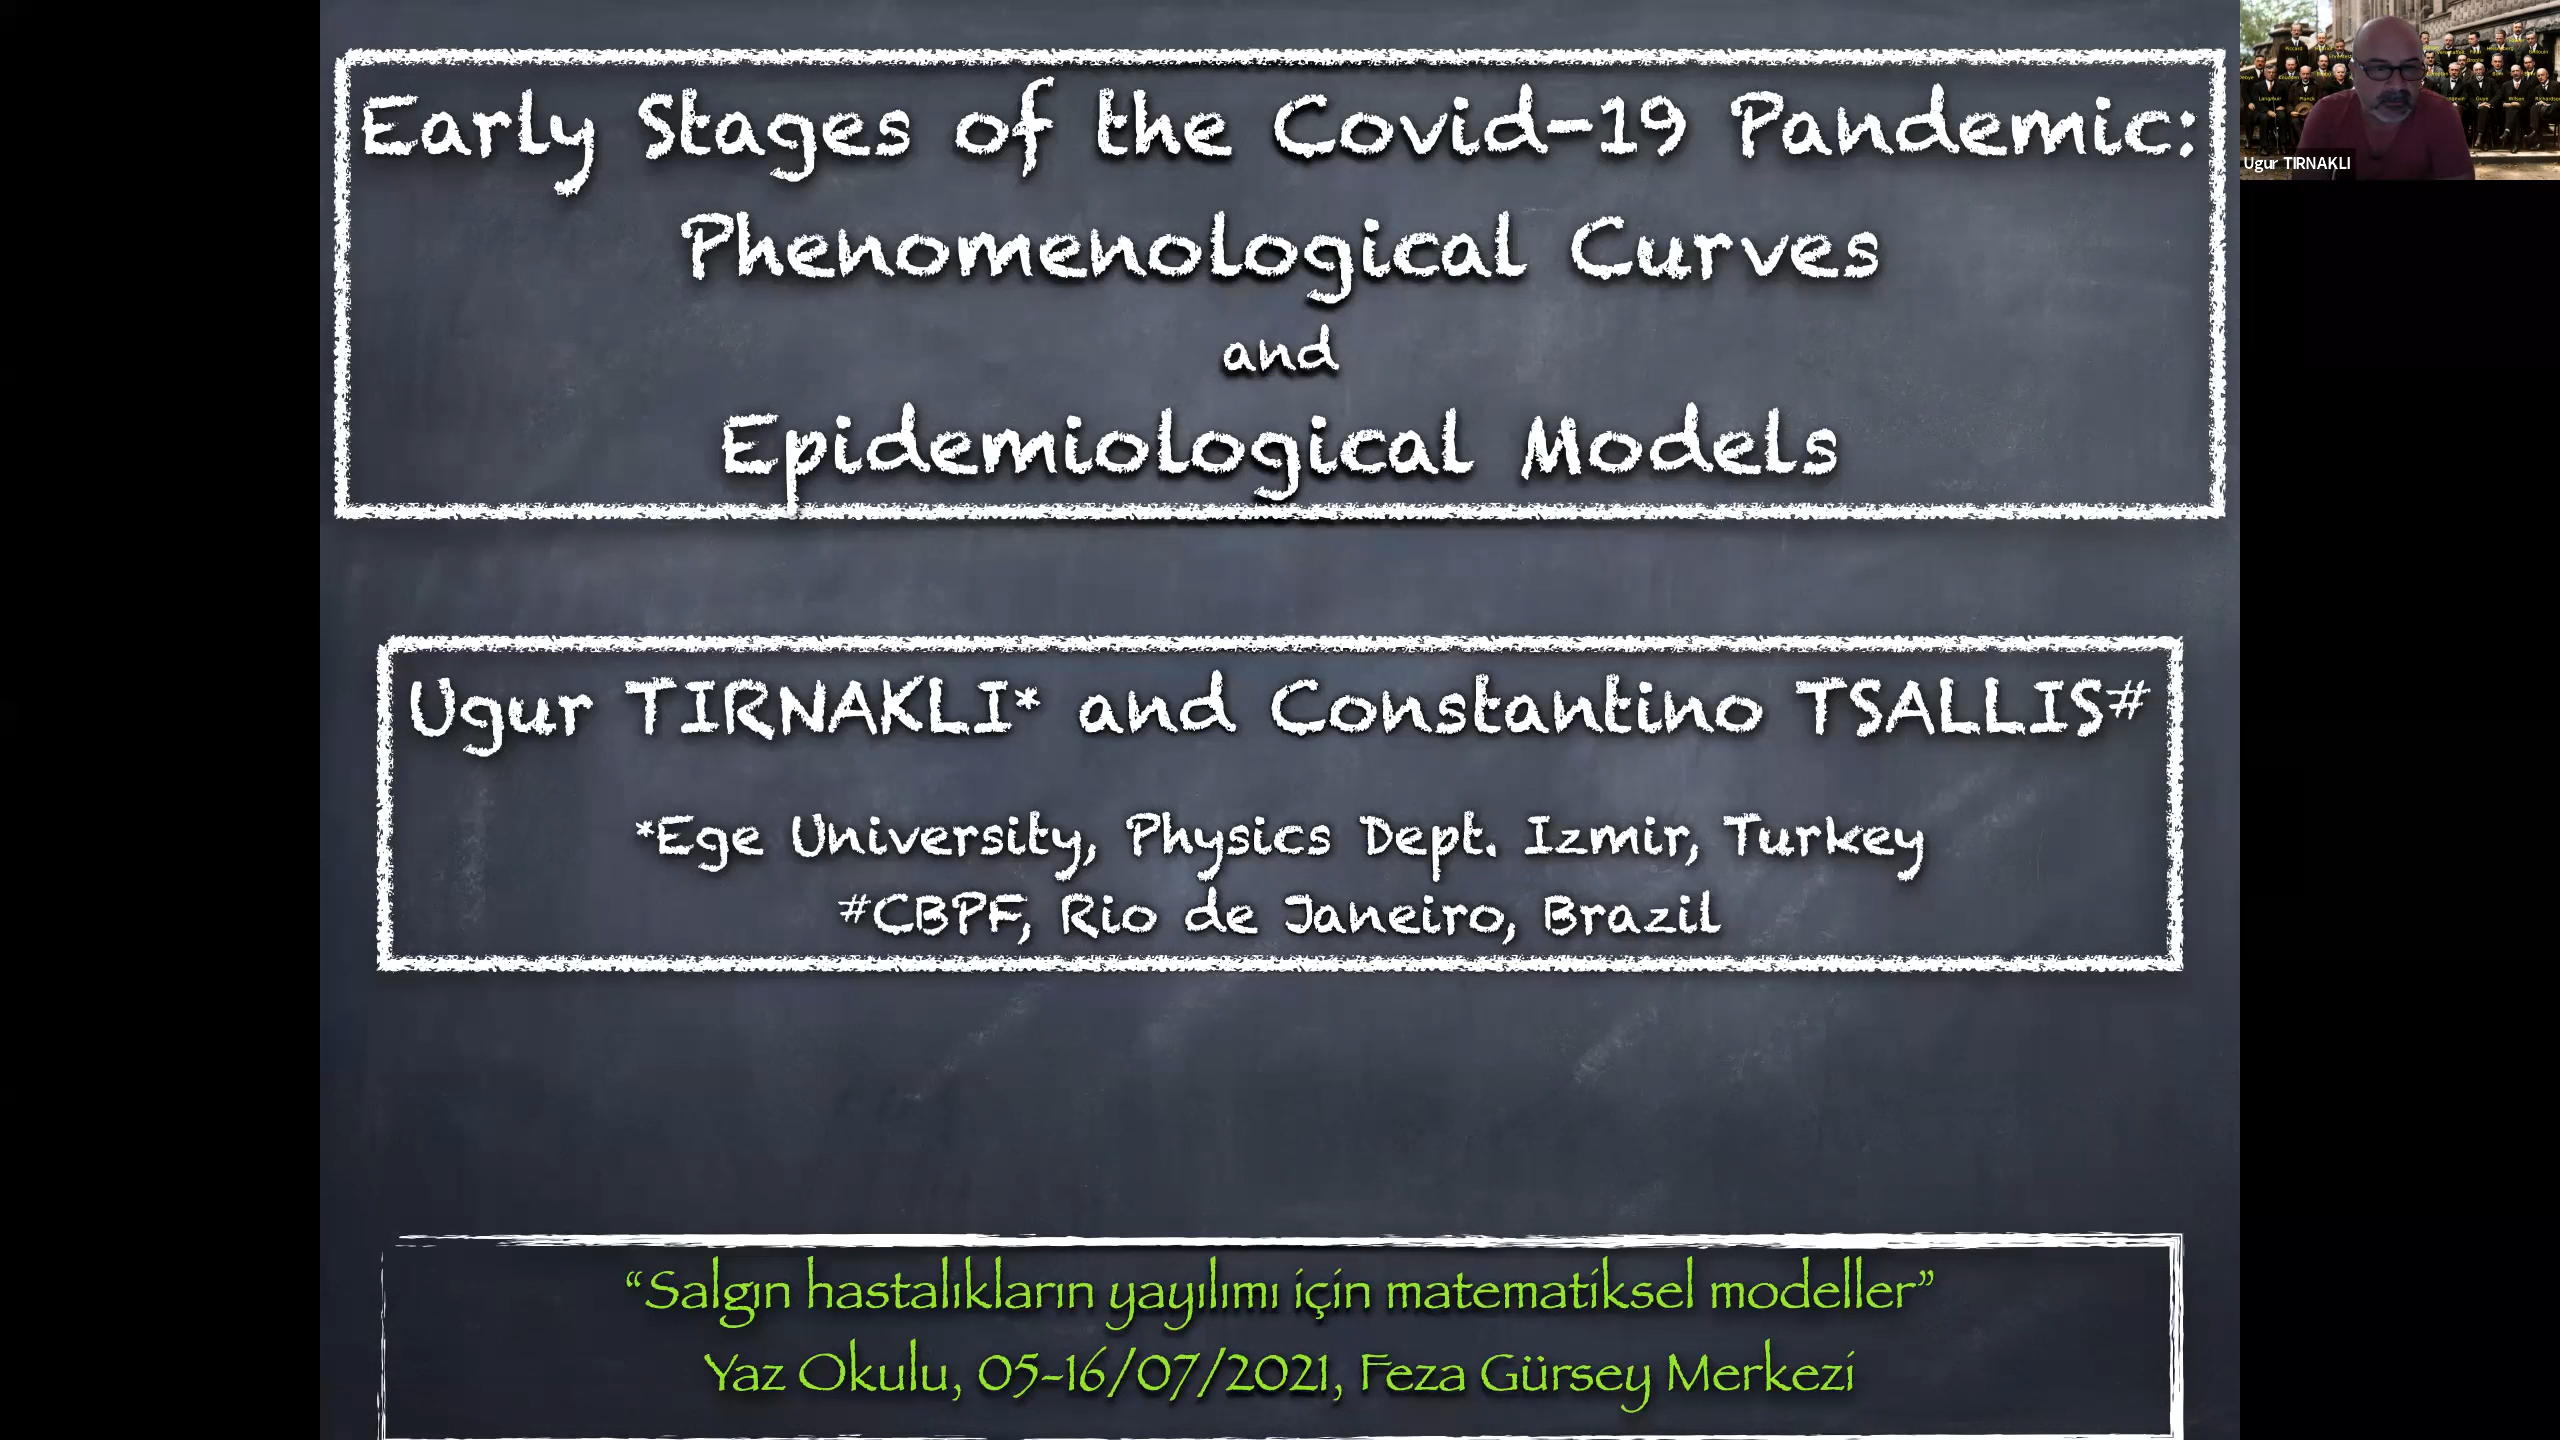 Early Stages of the Covid-19 Pandemic:
Phenomenological Curves
and
Epidemiological Models
Ugur TIRNAKLI* and Constantino TSALLIS#
*Ege University, Physics Dept. Izmir, Turkey
#CBPF, Rio de Janeiro, Brazil
“Salgın hastalıkların yayılımı için matematiksel modeller”
Yaz Okulu, 05-16/07/2021, Feza Gürsey Merkezi
Ugur TIRNAKLI